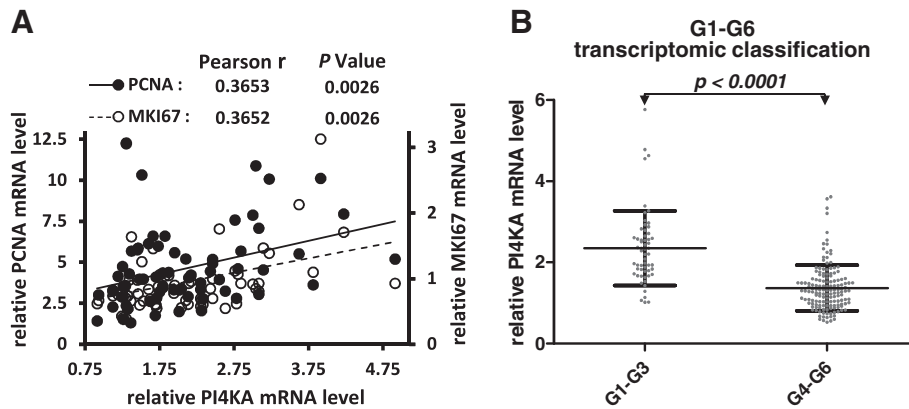 A
Pearson r P Value
PCNA : 0.3653 0.0026
MKI67 : 0.3652 0.0026
relative PCNA mRNA level
12.5
10
7.5
5
2.5
0
3
2
1
0
relative MKI67 mRNA level
0.75 1.75 2.75 3.75 4.75
relative PI4KA mRNA level
B
G1-G6
transcriptomic classification
p < 0.0001
relative PI4KA mRNA level
6
4
2
0
G1-G3
G4-G6